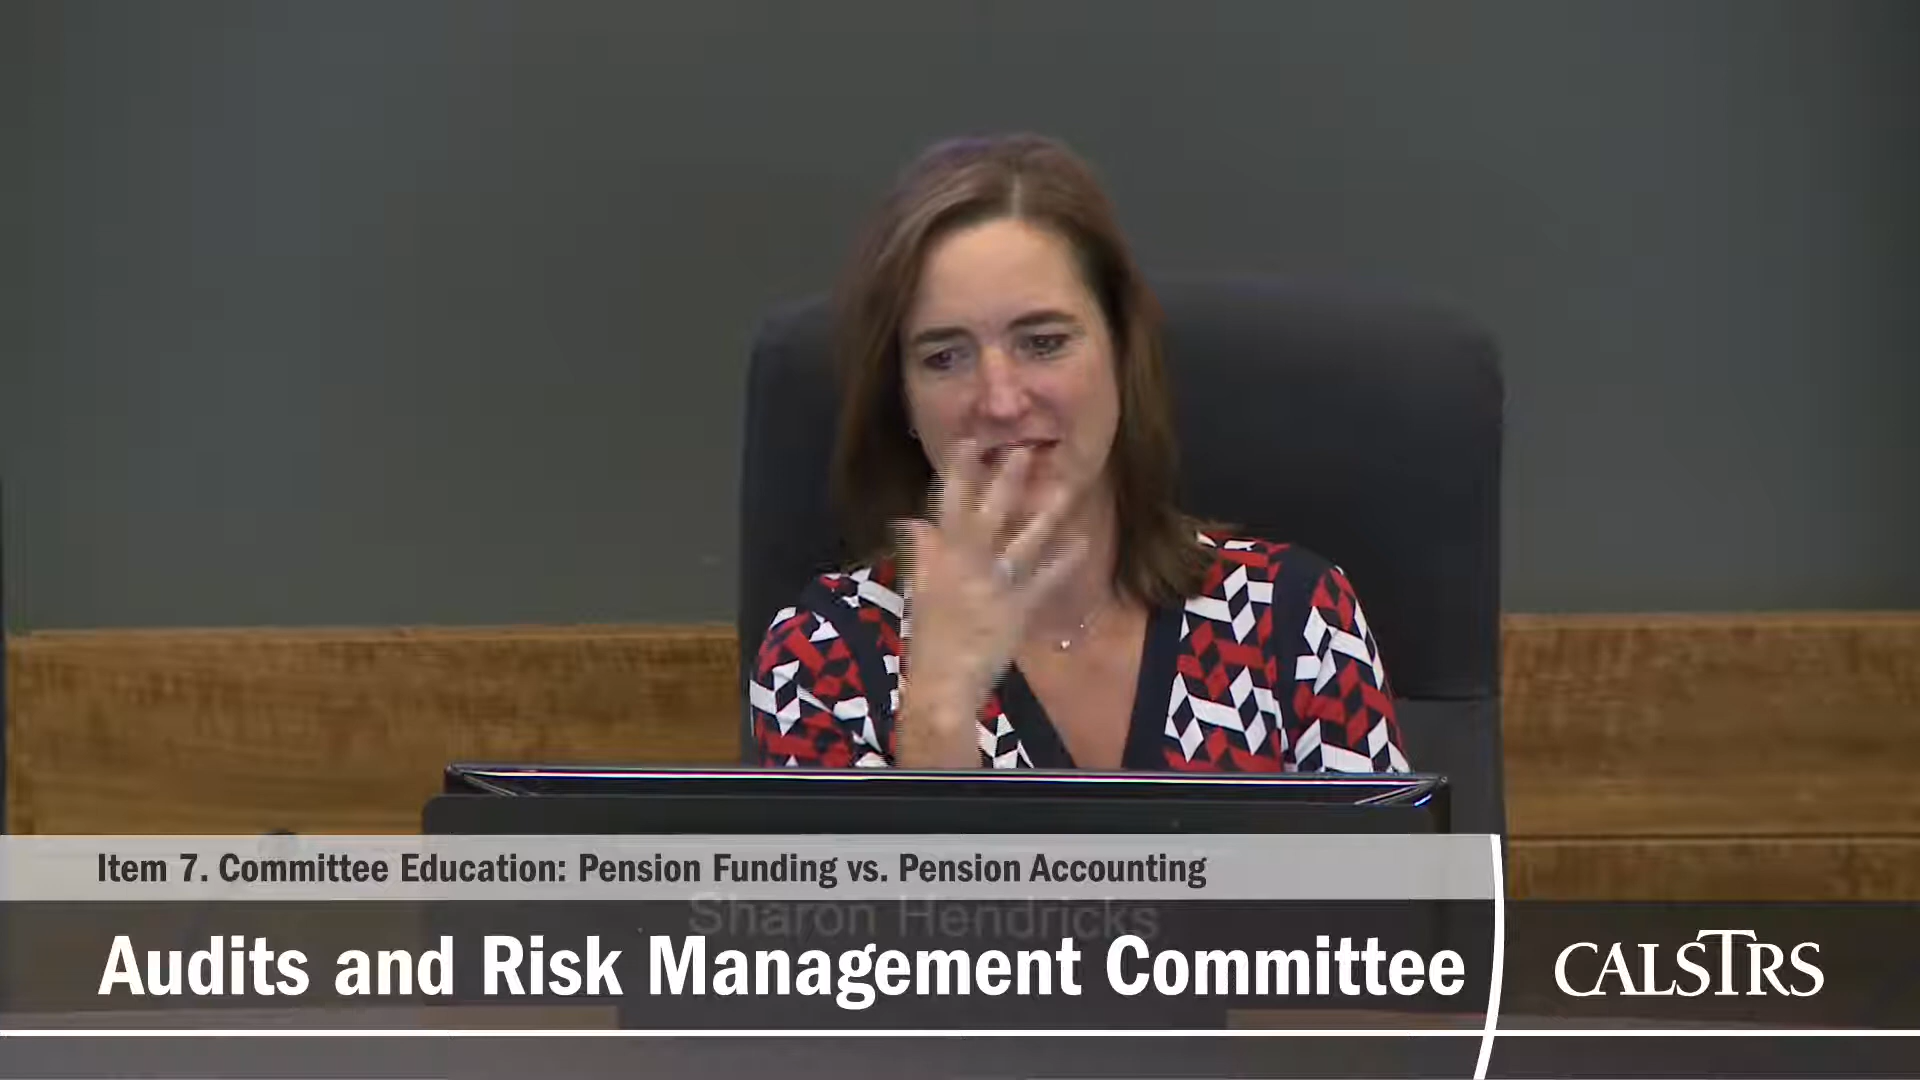 Item 7. Committee Education: Pension Funding vs. Pension Accounting
Sharon Hendricks
Audits and Risk Management Committee
CALSTRS